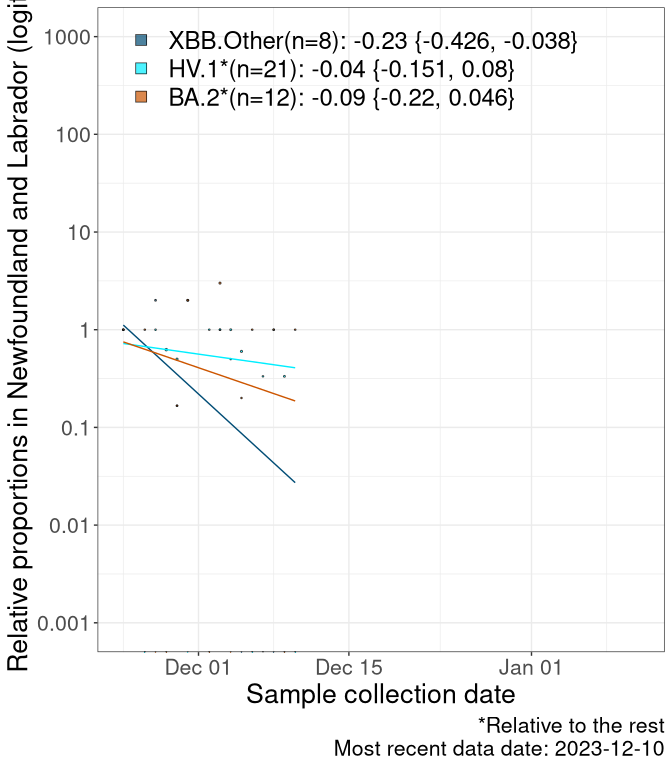 Relative proportions in Newfoundland and Labrador (logit
1000
100
10
1
0.1
0.01
0.001
XBB.Other(n=8): -0.23 {-0.426, -0.038}
HV.1*(n=21): -0.04 {-0.151, 0.08}
BA.2*(n=12): -0.09 {-0.22, 0.046}
Dec 01 Dec 15 Jan 01
Sample collection date
*Relative to the rest
Most recent data date: 2023-12-10